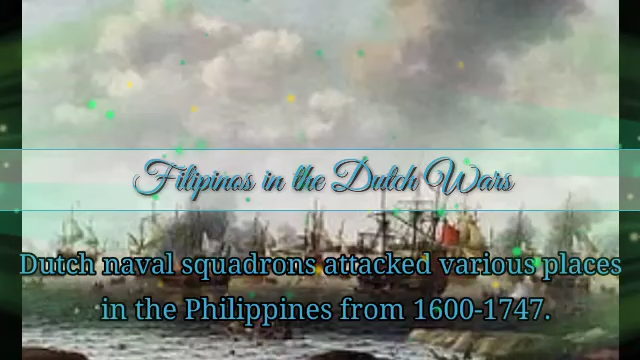 Filipinos in the Dutch Wars
Dutch naval squadrons attacked various places
in the Philippines from 1600-1747.